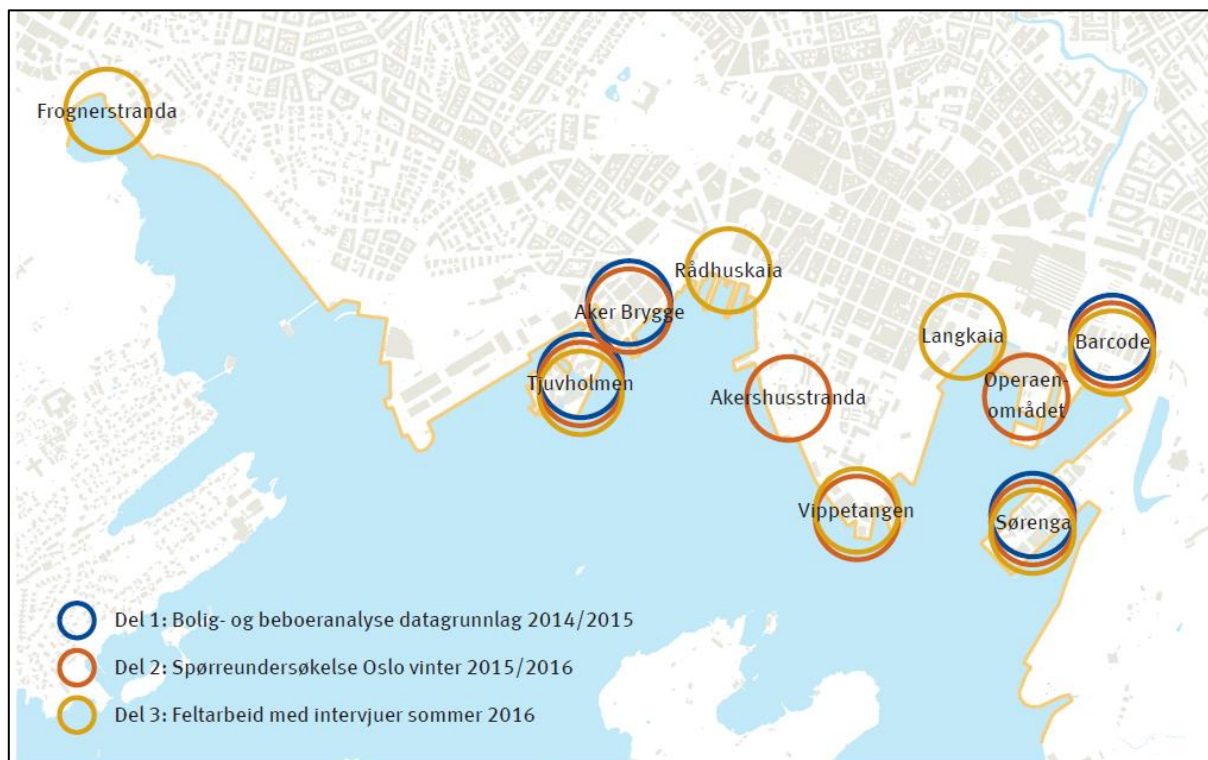 Frognerstranda
Rådhuskaia
Aker Brygge
Langkaia
Barcode
Tjuvholmen
Operaen-
området
Akershusstranda
Vippetangen
Sørenga
Del 1: Bolig- og beboeranalyse datagrunnlag 2014/2015
Del 2: Spørreundersøkelse Oslo vinter 2015/2016
Del 3: Feltarbeid med intervjuer sommer 2016